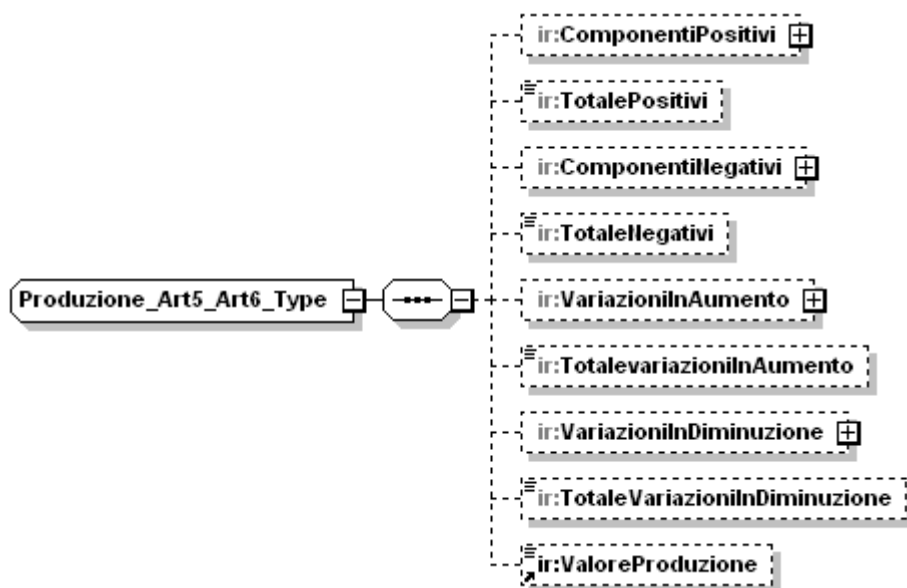 ir:ComponentiPositivi
ir:TotalePositivi
ir:ComponentiNegativi
ir:TotaleNegativi
Produzione_Art5_Art6_Type
ir:VariazioniInAumento
ir:TotalevariazioniInAumento
ir:VariazioniInDiminuzione
ir:TotaleVariazioniInDiminuzione
ir:ValoreProduzione